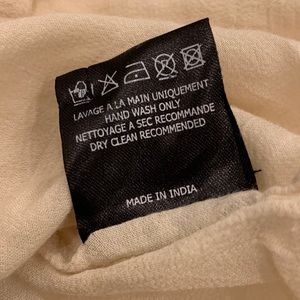 LAVAGE A LA MAIN UNIQUEMENT
HAND WASH ONLY
NETTOYAGE A SEC RECOMMANDE
DRY CLEAN RECOMMENDED
MADE IN INDIA